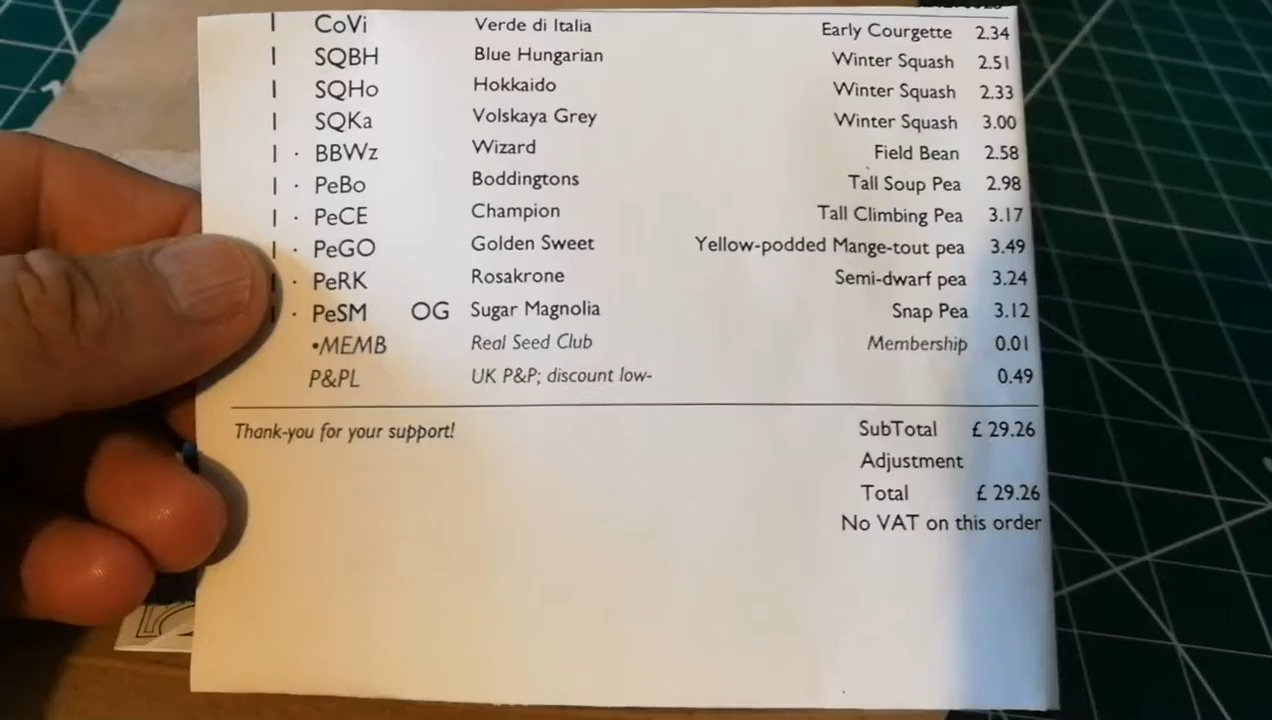 1 CoVi Verde di Italia Early Courgette 2.34
1 SQBH Blue Hungarian Winter Squash 2.51
1 SQHo Hokkaido Winter Squash 2.33
1 SQKa Volskaya Grey Winter Squash 3.00
1 · BBWz Wizard Field Bean 2.58
1 · PeBo Boddingtons Tall Soup Pea 2.98
1 · PeCE Champion Tall Climbing Pea 3.17
1 · PeGO Golden Sweet Yellow-podded Mange-tout pea 3.49
1 · PeRK Rosakrone Semi-dwarf pea 3.24
1 · PeSM OG Sugar Magnolia Snap Pea 3.12
•MEMB Real Seed Club Membership 0.01
P&PL UK P&P; discount low- 0.49
Thank-you for your support! SubTotal £ 29.26
Adjustment
Total £ 29.26
No VAT on this order